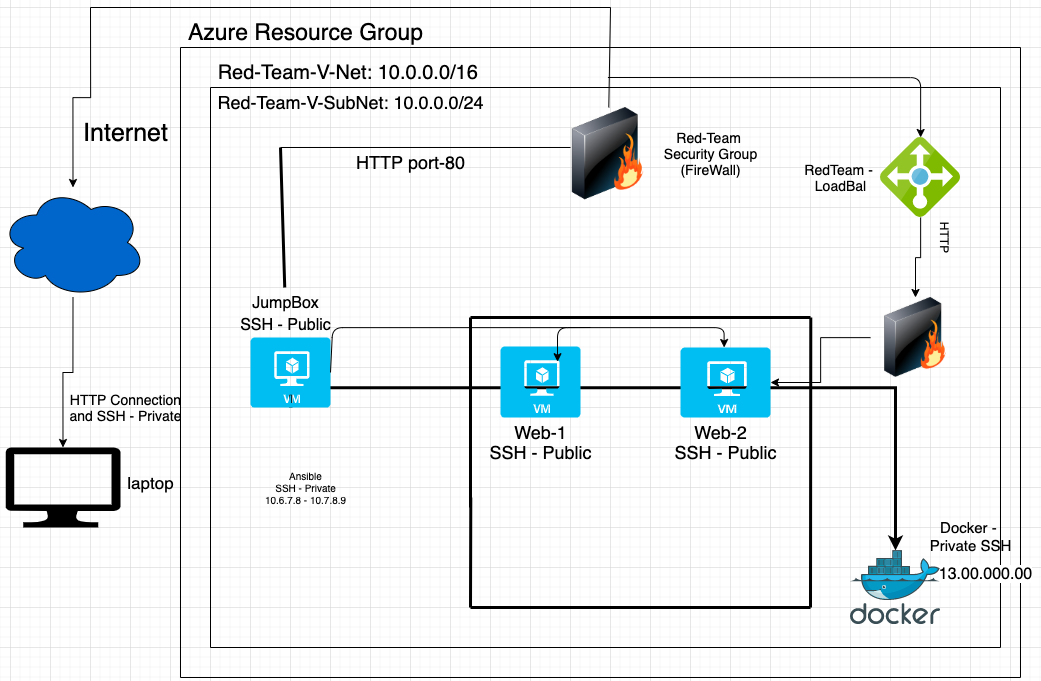 Azure Resource Group
Red-Team-V-Net: 10.0.0.0/16
Red-Team-V-SubNet: 10.0.0.0/24
Internet
HTTP port-80
Red-Team
Security Group
(FireWall)
RedTeam -
LoadBal
HTTP
JumpBox
SSH - Public
VM
HTTP Connection
and SSH - Private
laptop
Ansible
SSH - Private
10.6.7.8 - 10.7.8.9
VM
Web-1
SSH - Public
VM
Web-2
SSH - Public
Docker -
Private SSH
13.00.000.00
docker